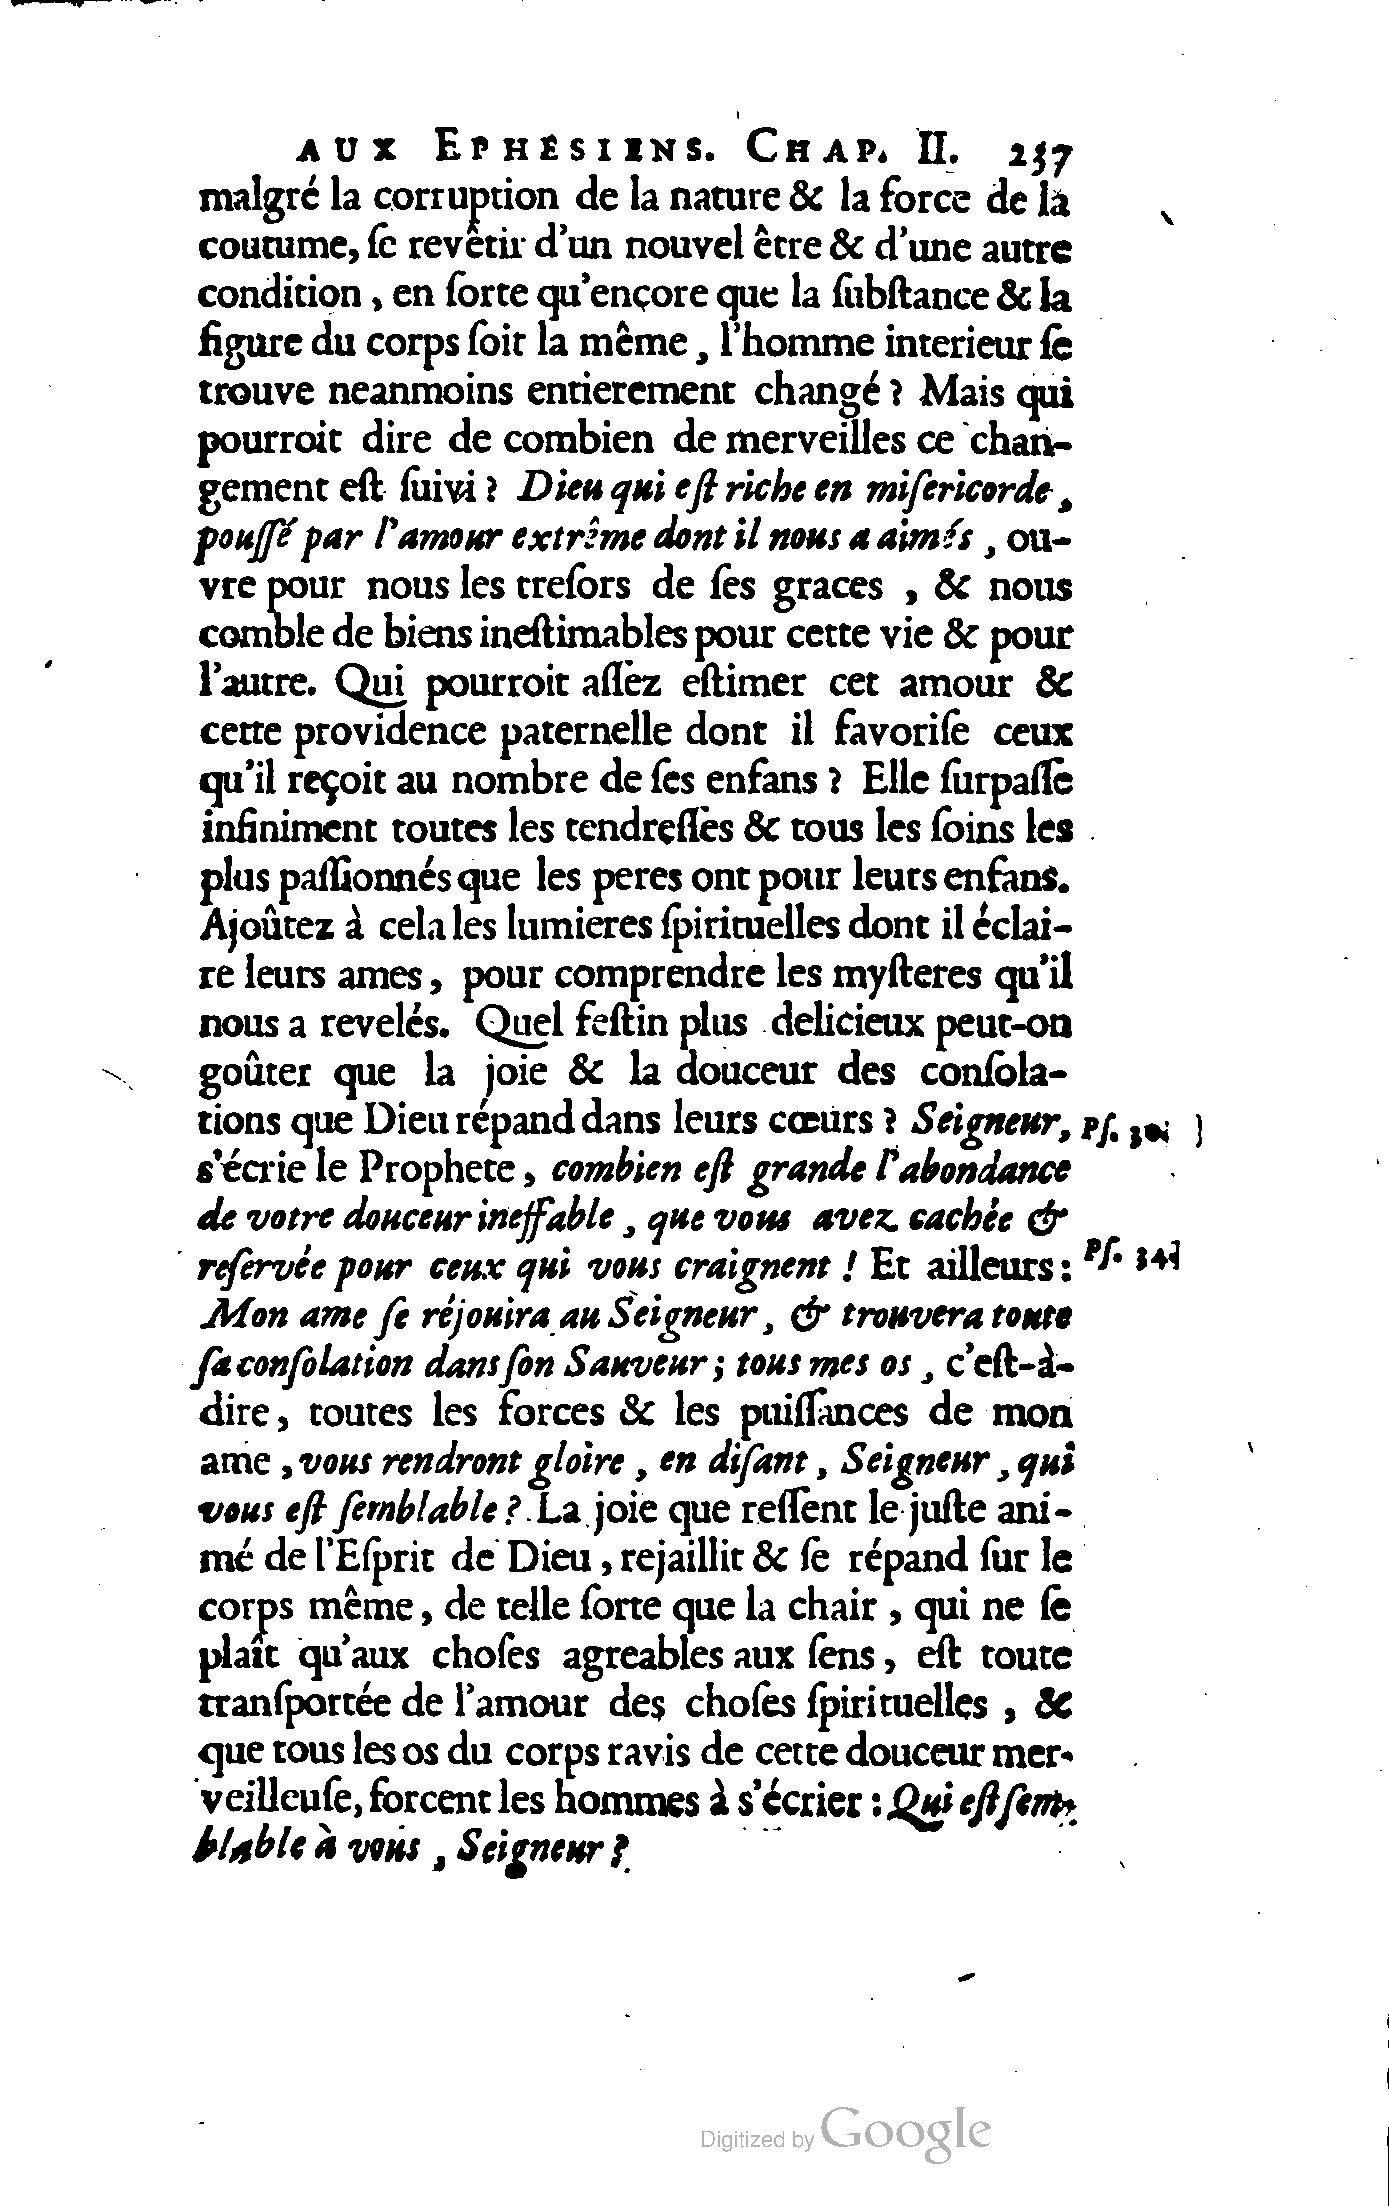 AUX EPHESIENS. CHAP. II. 257
malgré la corruption de la nature & la force de la
coutume, ſe revêtir d'un nouvel être & d'une autre
condition, en ſorte qu'ençore que la ſubſtance & la
figure du corps ſoit la même, l'homme interieur ſe
trouve neanmoins entierement changé? Mais qui
pourroit dire de combien de merveilles ce chan-
gement eſt ſuivi? Dieu qui eſt riche en miſericorde,
pouſſé par l'amour extrême dont il nous a aimés, ou-
vre pour nous les treſors de ſes graces, & nous
comble de biens ineſtimables pour cette vie & pour
l'autre. Qui pourroit aſſez eſtimer cet amour &
cette providence paternelle dont il favoriſe ceux
qu'il reçoit au nombre de ſes enfans? Elle ſurpaſſe
infiniment toutes les tendreſſes & tous les ſoins les
plus paſſionnés que les peres ont pour leurs enfans.
Ajoûtez à cela les lumieres ſpirituelles dont il éclai-
re leurs ames, pour comprendre les myſteres qu'il
nous a revelés. Quel feſtin plus delicieux peut-on
goûter que la joie & la douceur des conſola-
tions que Dieu répand dans leurs cœurs? Seigneur, Pſ.
s'écrie le Prophete, combien eſt grande l'abondance
de votre douceur ineffable, que vous avez cachée &
reſervée pour ceux qui vous craignent! Et ailleurs: Pſ. 34
Mon ame ſe réjouira au Seigneur, & trouvera toute
ſa conſolation dans ſon Sauveur; tous mes os, c'eſt-à-
dire, toutes les forces & les puiſſances de mon
ame, vous rendront gloire, en diſant, Seigneur, qui
vous eſt ſemblable? La joie que reſſent le juſte ani-
mé de l'Eſprit de Dieu, rejaillit & ſe répand ſur le
corps même, de telle ſorte que la chair, qui ne ſe
plaît qu'aux choſes agreables aux ſens, eſt toute
tranſportée de l'amour des choſes ſpirituelles, &
que tous les os du corps ravis de cette douceur mer-
veilleuſe, forcent les hommes à s'écrier: Qui eſt ſem-
blable à vous, Seigneur?
Digitized by Google